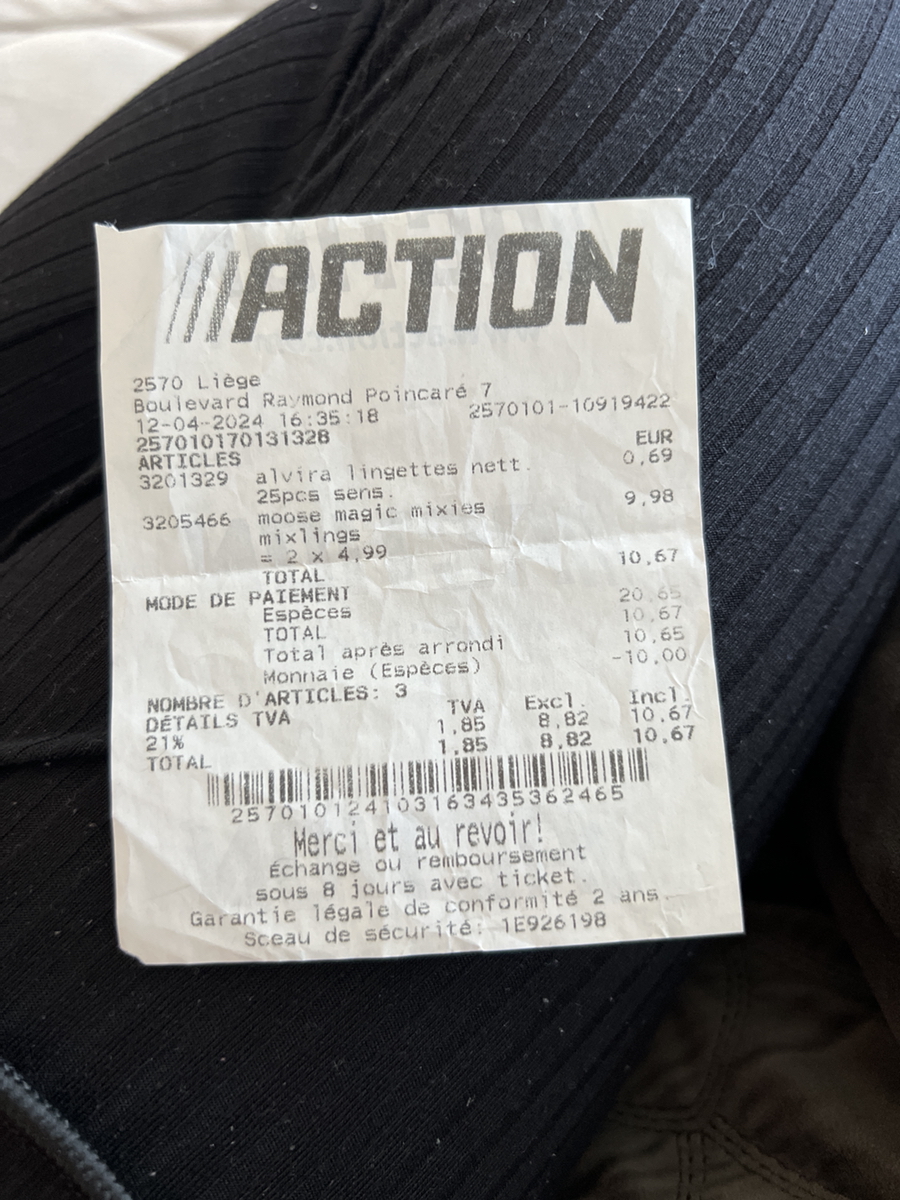 ACTION
2570 Liège
Boulevard Raymond Poincaré 7
12-04-2024 16:35:18 2570101-10919422
257010170131328
ARTICLES EUR
3201329 alvira lingettes nett. 0,69
25pcs sens.
3205466 moose magic mixies 9,98
mixlings
= 2 x 4,99
TOTAL 10,67
MODE DE PAIEMENT
Espèces 20,65
TOTAL 10,67
Total après arrondi 10,65
Monnaie (Espèces) -10,00
NOMBRE D'ARTICLES: 3
DÉTAILS TVA TVA Excl. Incl.
21% 1,85 8,82 10,67
TOTAL 1,85 8,82 10,67
257010124103163435362465
Merci et au revoir!
Échange ou remboursement
sous 8 jours avec ticket.
Garantie légale de conformité 2 ans.
Sceau de sécurité: 1E926198